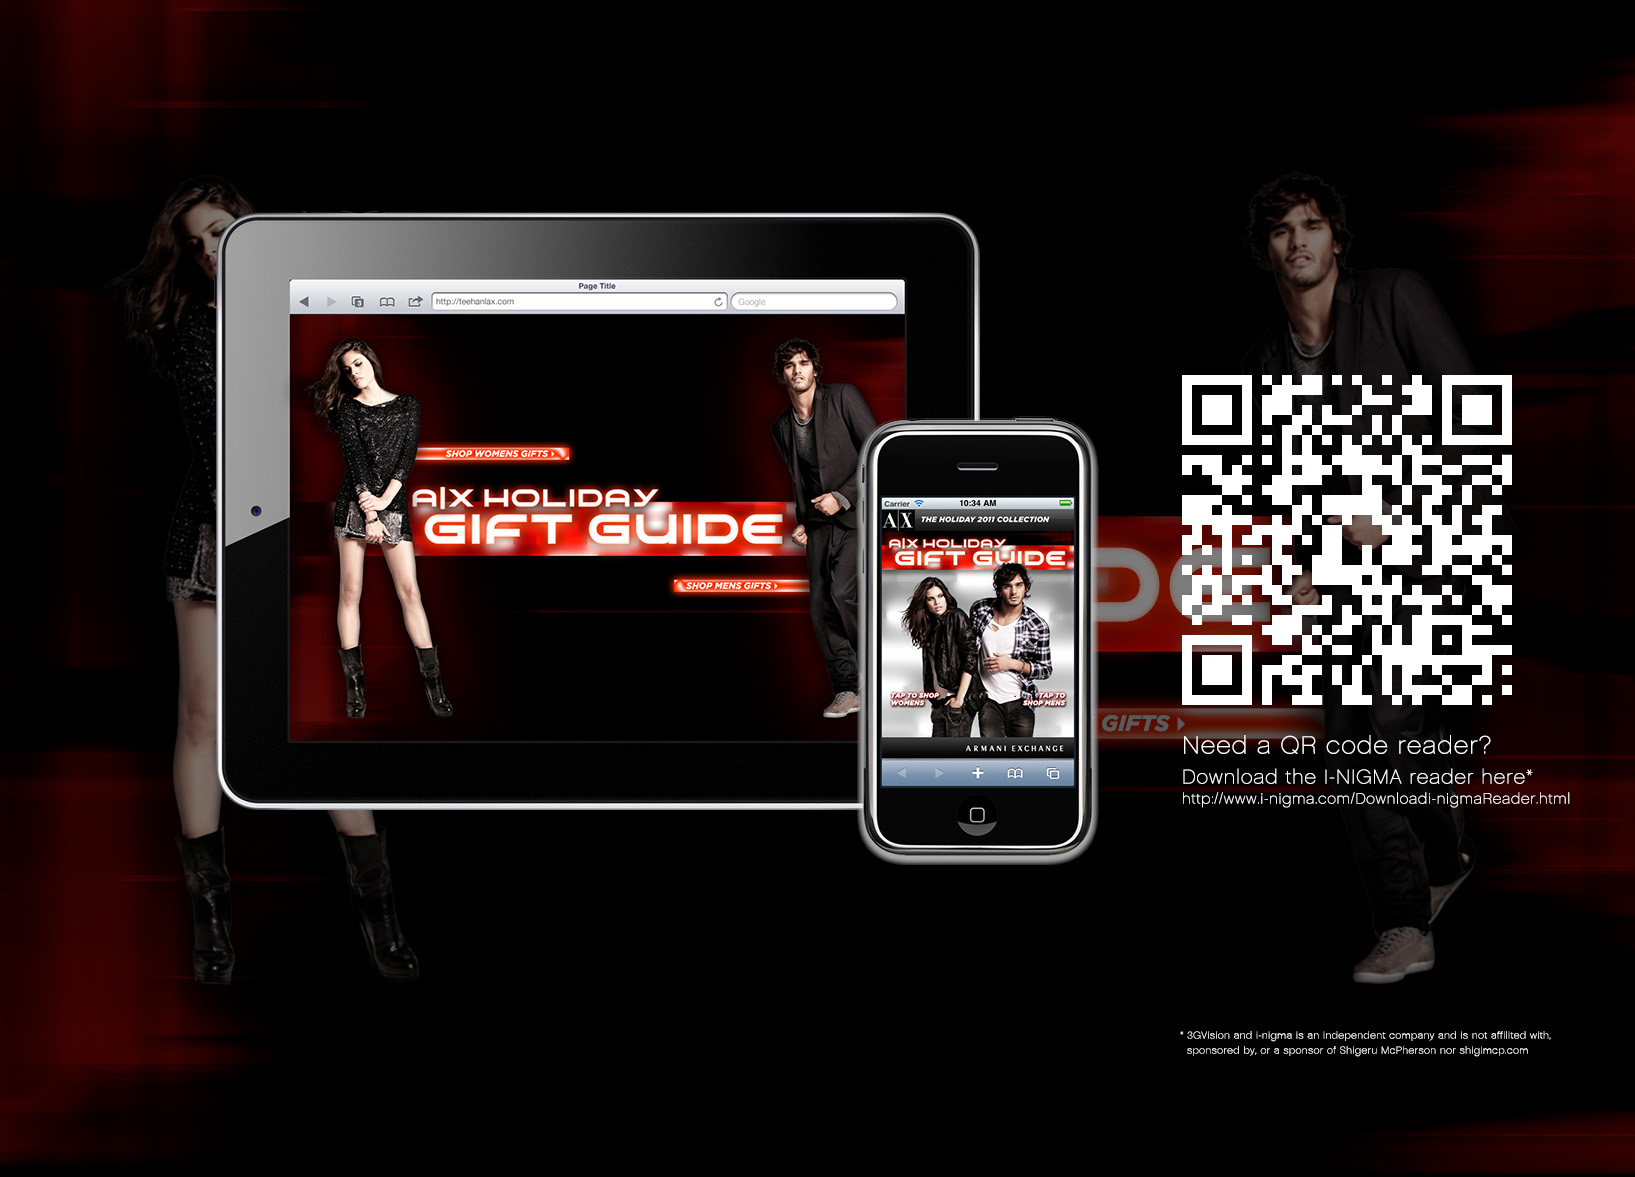 Page Title
http://teehanlax.com
Google
SHOP WOMENS GIFTS
A|X HOLIDAY
GIFT GUIDE
SHOP MENS GIFTS
Carrier
10:34 AM
A|X
THE HOLIDAY 2011 COLLECTION
A|X HOLIDAY
GIFT GUIDE
TAP TO SHOP
WOMENS
TAP TO
SHOP MENS
ARMANI EXCHANGE
DE
GIFTS
Need a QR code reader?
Download the I-NIGMA reader here*
http://www.i-nigma.com/Downloadi-nigmaReader.html
* 3GVision and i-nigma is an independent company and is not affilited with,
sponsored by, or a sponsor of Shigeru McPherson nor shigimcp.com